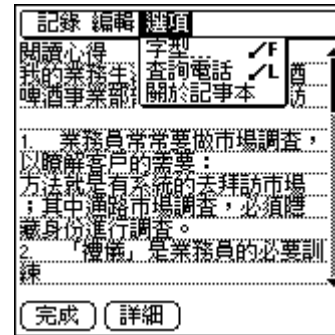 記錄 編輯 選項
字型... ✓F
查詢電話 ✓L
關於記事本
閱讀心得
我的業務生 酉
啤酒事業部 訪
1. 業務員常常要做市場調查，
以瞭解客戶的需要：
方法就是有系統的去拜訪市場
；其中通路市場調查，必須隱
藏身份進行調查。
2. 「禮儀」是業務員的必要訓
練
完成 詳細